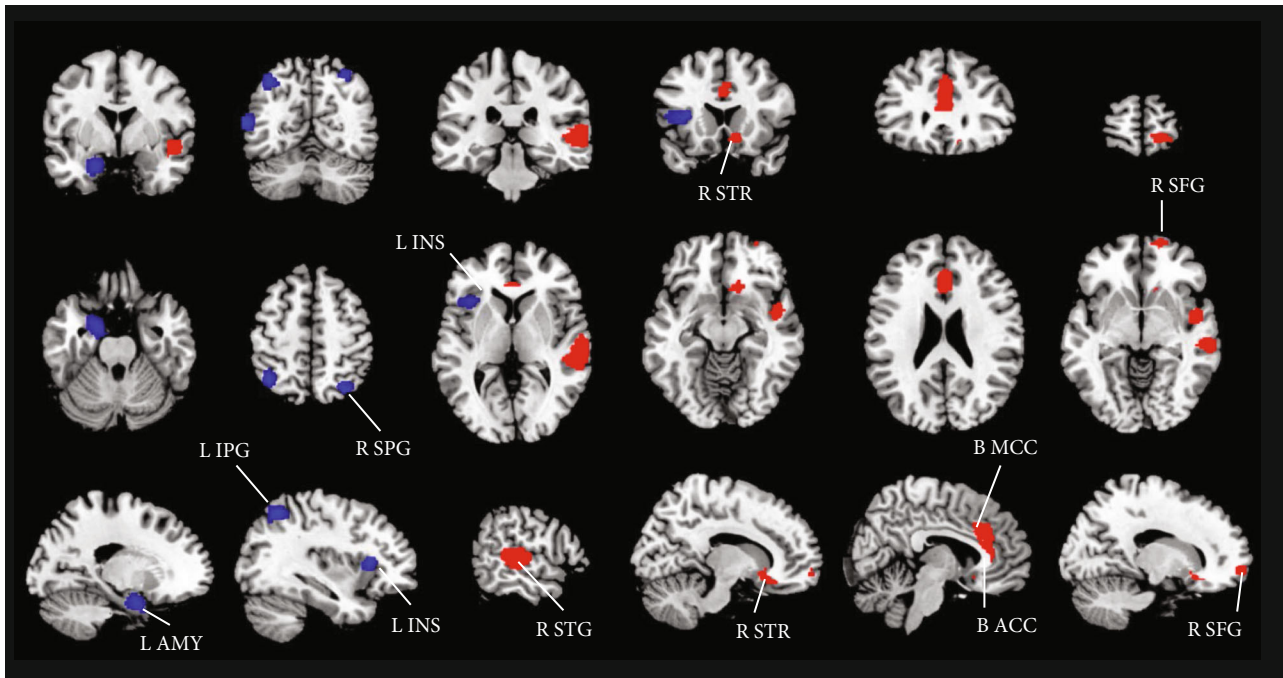 R STR
R SFG
L INS
L IPG
R SPG
B MCC
L AMY
L INS
R STG
R STR
B ACC
R SFG